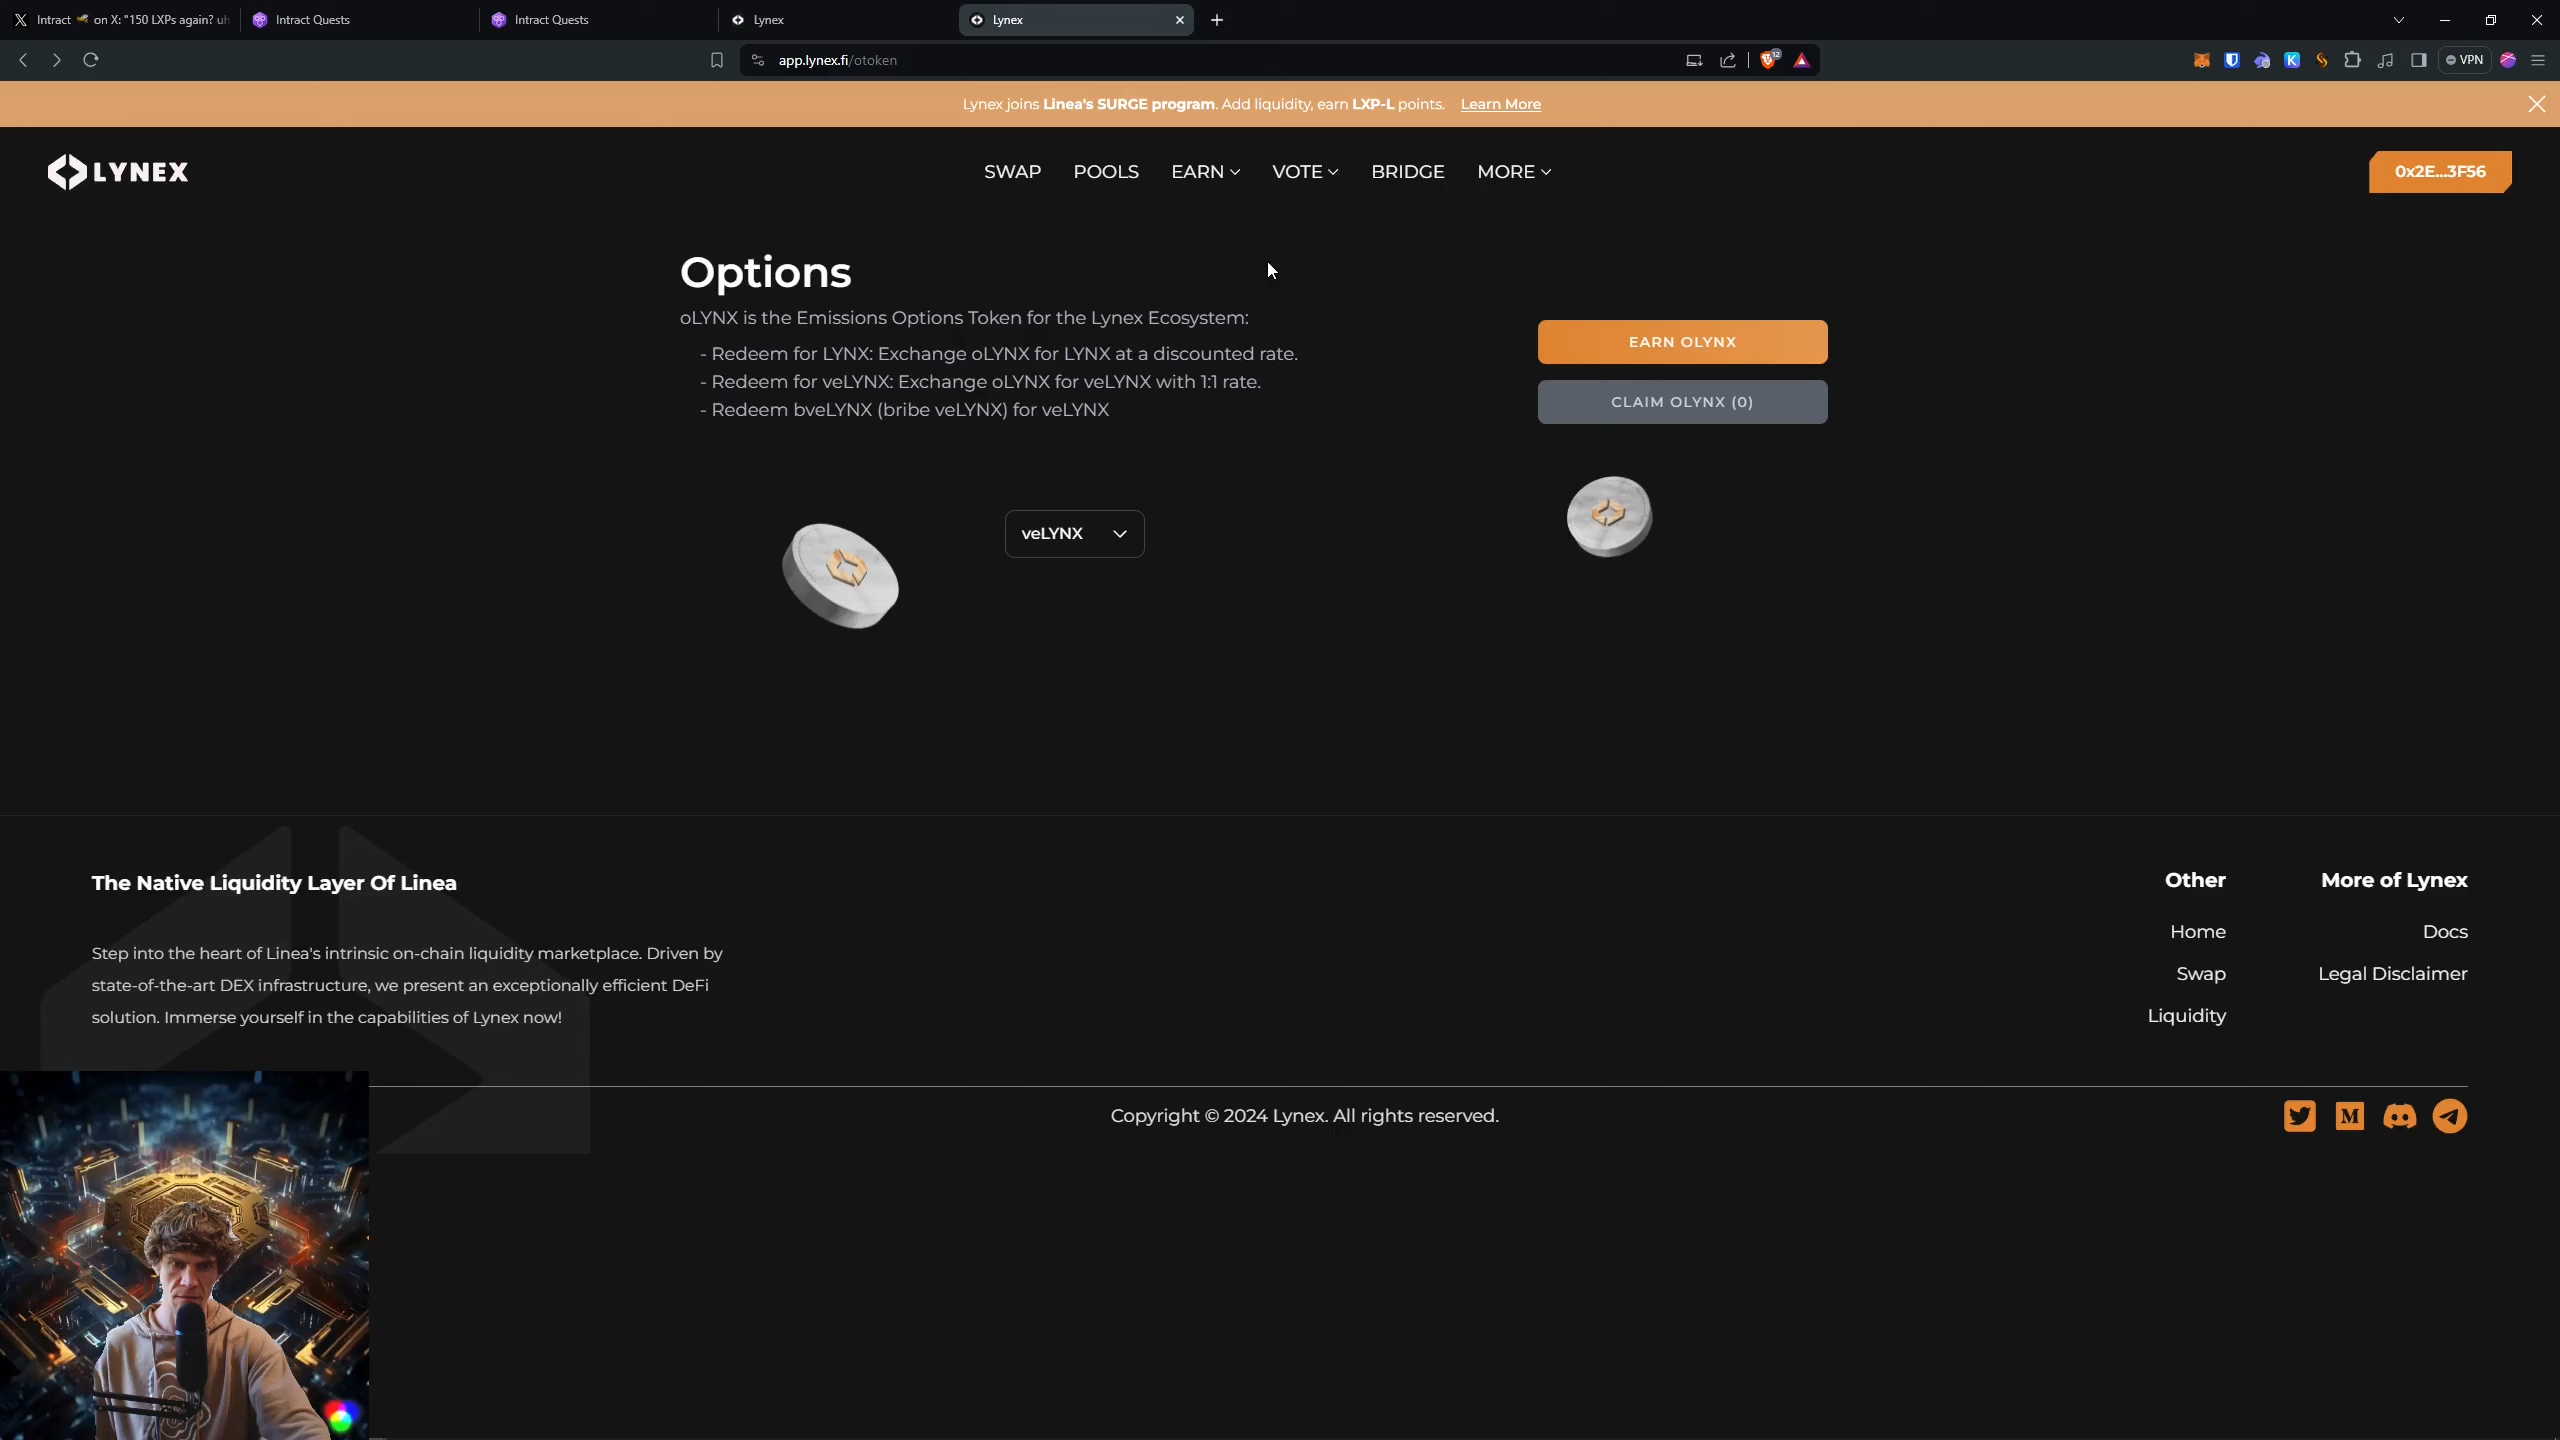 Intract on X: "150 LXPs again? uh
Intract Quests
Intract Quests
Lynex
Lynex
app.lynex.fi/otoken
12
VPN
Lynex joins Linea's SURGE program. Add liquidity, earn LXP-L points. Learn More
LYNEX
SWAP POOLS EARN VOTE BRIDGE MORE
0x2E...3F56
Options
oLYNX is the Emissions Options Token for the Lynex Ecosystem:
- Redeem for LYNX: Exchange oLYNX for LYNX at a discounted rate.
- Redeem for veLYNX: Exchange oLYNX for veLYNX with 1:1 rate.
- Redeem bveLYNX (bribe veLYNX) for veLYNX
EARN OLYNX
CLAIM OLYNX (0)
veLYNX
The Native Liquidity Layer Of Linea
Step into the heart of Linea's intrinsic on-chain liquidity marketplace. Driven by
state-of-the-art DEX infrastructure, we present an exceptionally efficient DeFi
solution. Immerse yourself in the capabilities of Lynex now!
Other
Home
Swap
Liquidity
More of Lynex
Docs
Legal Disclaimer
Copyright © 2024 Lynex. All rights reserved.